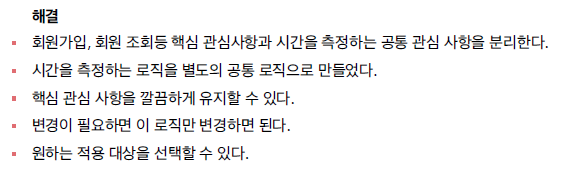 해결
회원가입, 회원 조회등 핵심 관심사항과 시간을 측정하는 공통 관심 사항을 분리한다.
시간을 측정하는 로직을 별도의 공통 로직으로 만들었다.
핵심 관심 사항을 깔끔하게 유지할 수 있다.
변경이 필요하면 이 로직만 변경하면 된다.
원하는 적용 대상을 선택할 수 있다.